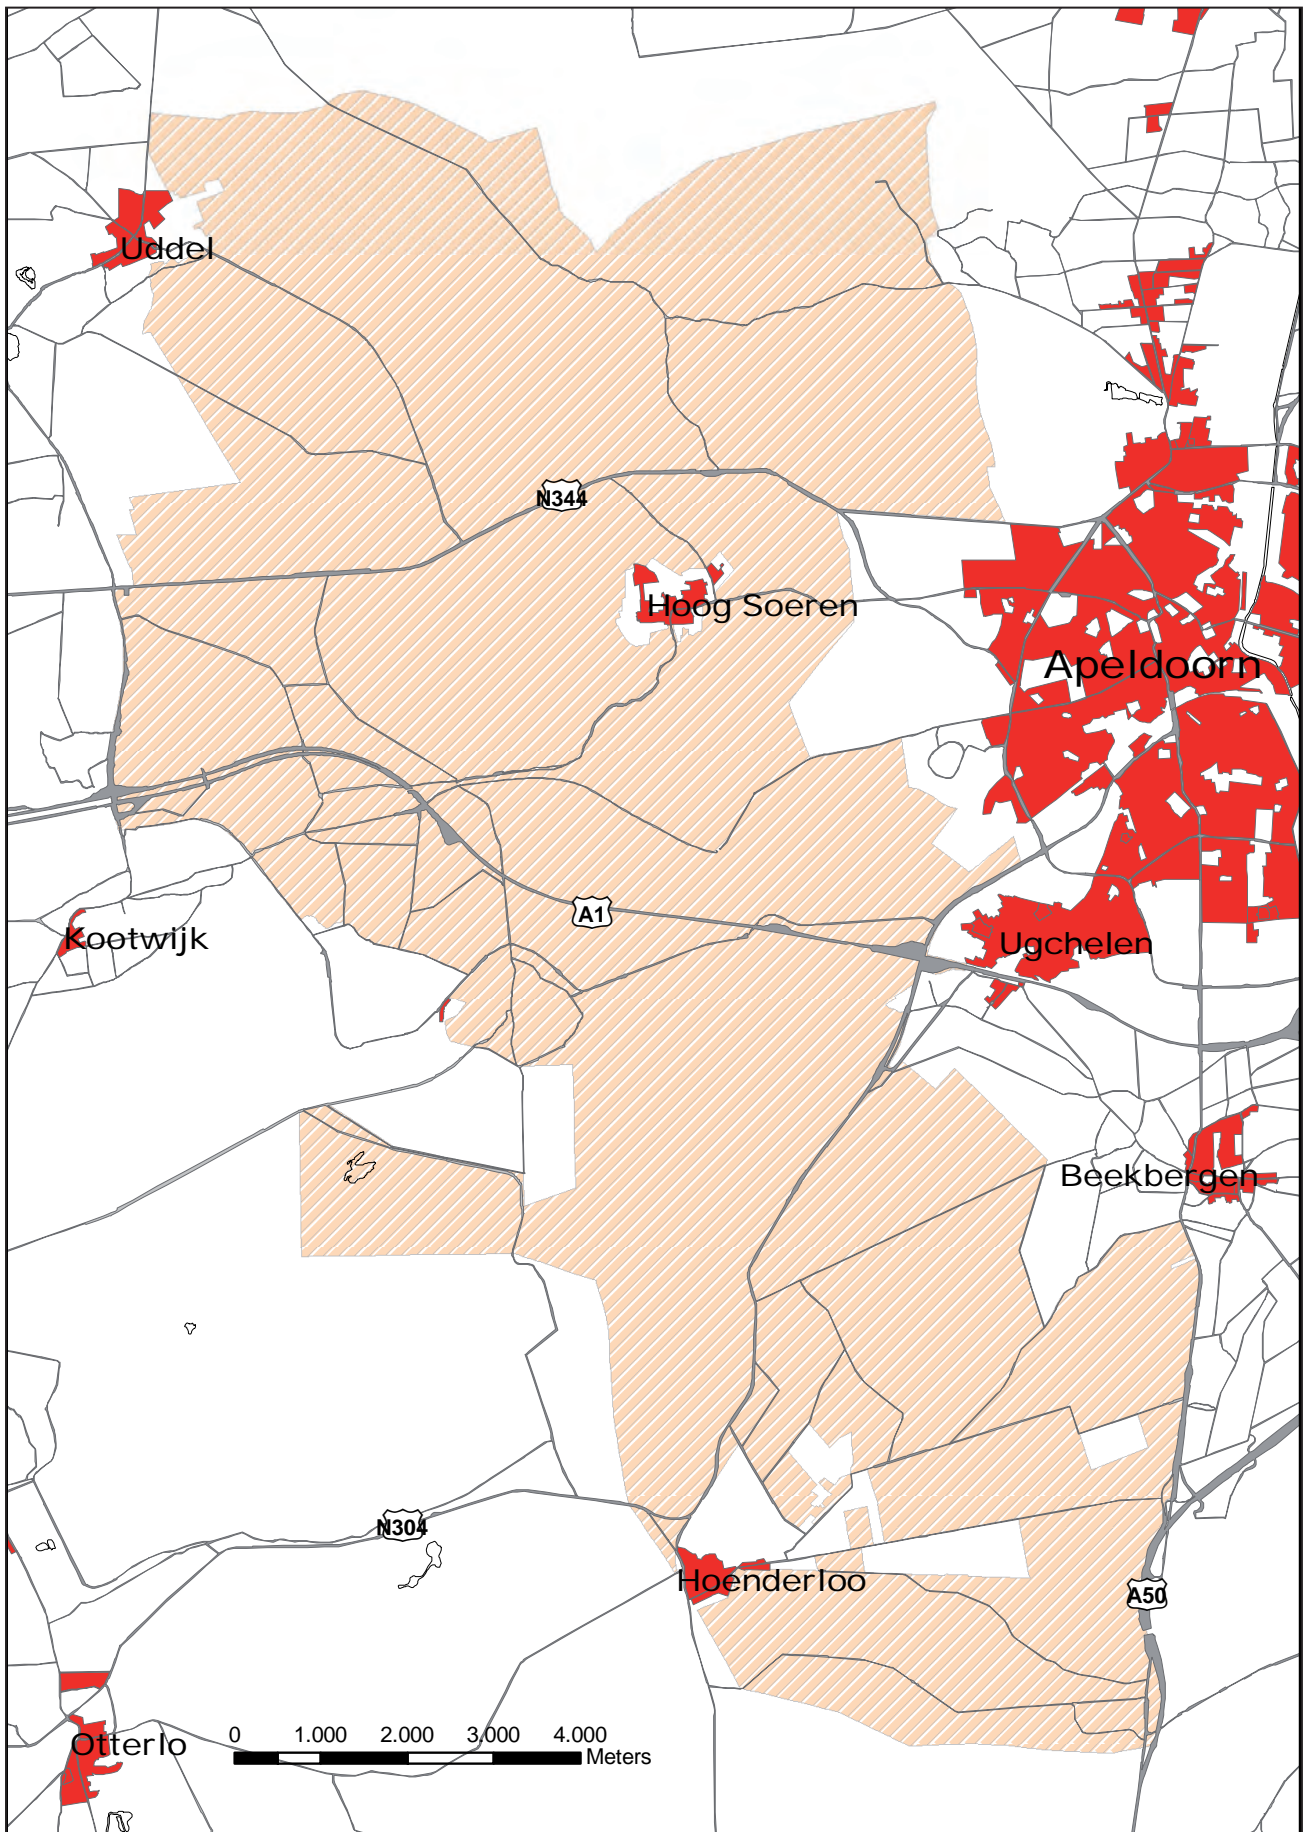 Uddel
N344
Hoog Soeren
Apeldoorn
A1
Kootwijk
Ugchelen
Beekbergen
N304
Hoenderloo
A50
Otterlo
0 1.000 2.000 3.000 4.000
Meters